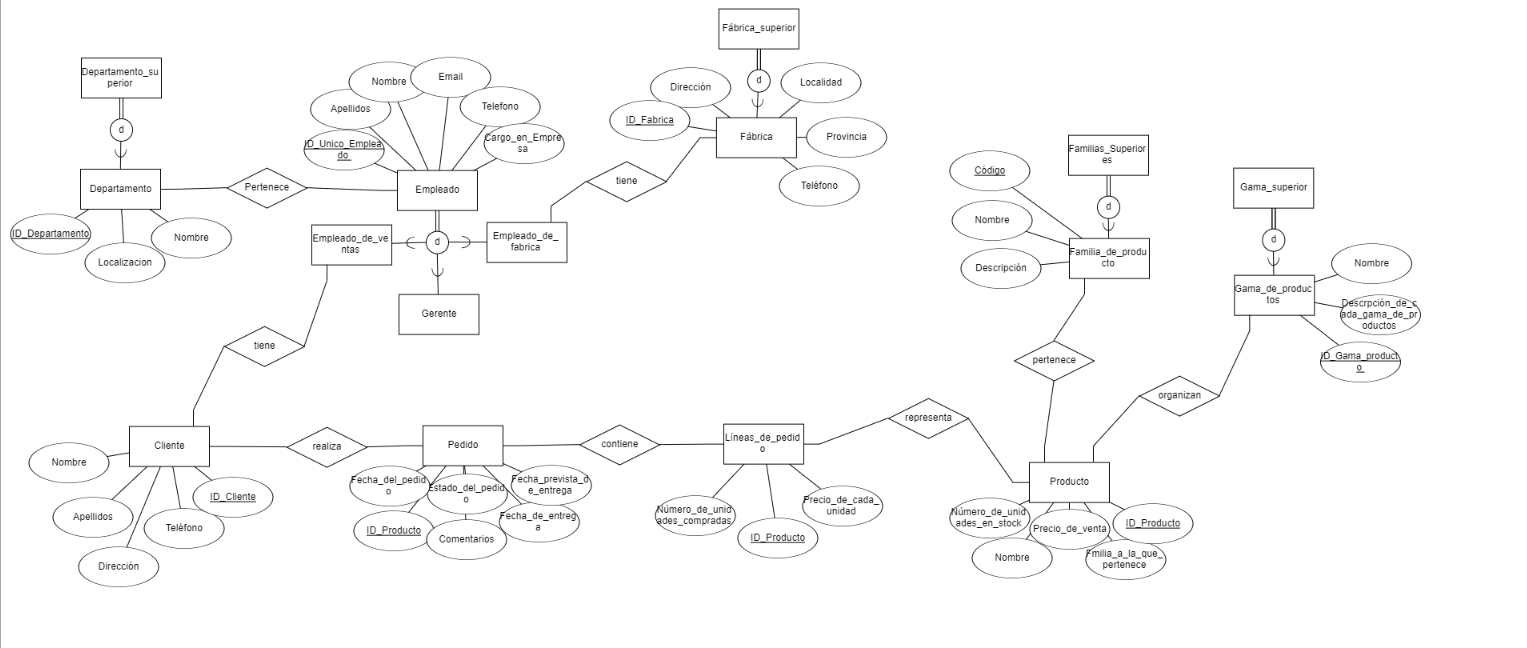 Fábrica_superior
Departamento_su
perior
d
Nombre
Email
Apellidos
Telefono
ID_Unico_Emplea
do
Cargo_en_Empre
sa
d
Dirección
Localidad
ID_Fabrica
Fábrica
Provincia
Teléfono
Departamento
Pertenece
Empleado
tiene
ID_Departamento
Nombre
Localizacion
Empleado_de_ve
ntas
d
Empleado_de_
fabrica
Gerente
Familias_Superior
es
Código
d
Nombre
Familia_de_produ
cto
Descripción
Gama_superior
d
Gama_de_produc
tos
Nombre
Descrpción_de_c
ada_gama_de_pr
oductos
ID_Gama_product
o
tiene
pertenece
organizan
Cliente
realiza
Pedido
contiene
Líneas_de_pedid
o
representa
Producto
Nombre
Apellidos
Dirección
Teléfono
ID_Cliente
Fecha_del_pedid
o
Estado_del_pedid
o
Fecha_prevista_d
e_entrega
ID_Producto
Comentarios
Fecha_de_entreg
a
Número_de_unid
ades_compradas
ID_Producto
Precio_de_cada_
unidad
Número_de_unid
ades_en_stock
Nombre
Precio_de_venta
ID_Producto
Fmilia_a_la_que_
pertenece